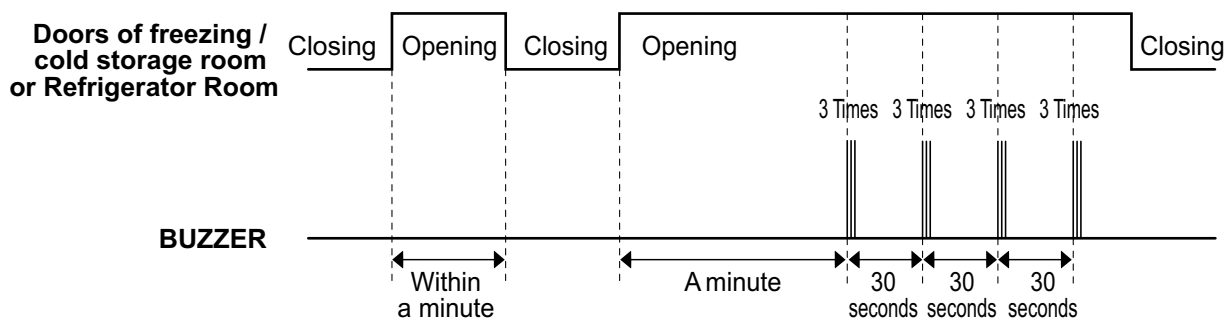 Doors of freezing /
cold storage room
or Refrigerator Room
Closing Opening Closing Opening Closing
3 Times 3 Times 3 Times 3 Times
BUZZER
Within
a minute
A minute
30
seconds
30
seconds
30
seconds